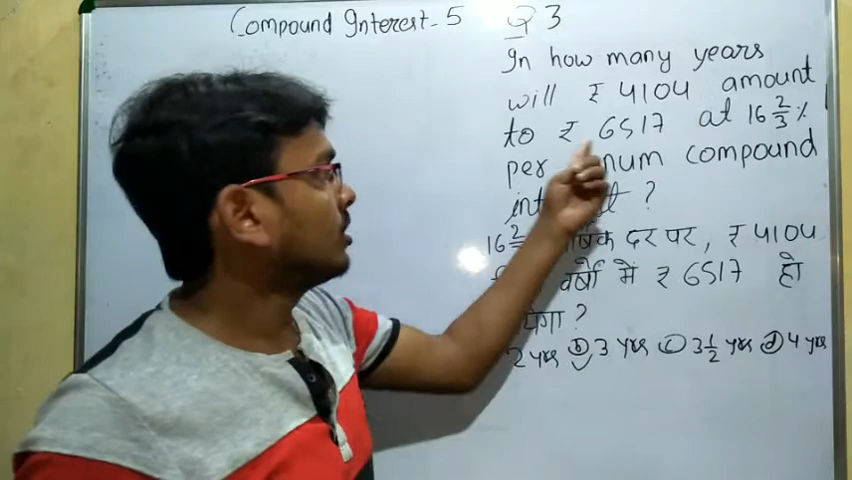 Compound Interest-5 Q 3
In how many years
will ₹ 4104 amount
to ₹ 6517 at 16 2/3 %
per num compound
int t ?
16 2 दर पर, ₹ 4104
वर्षो में ₹ 6517 हो
?
2 yrs (b) 3 yrs (c) 3 1/2 yrs (d) 4 yrs